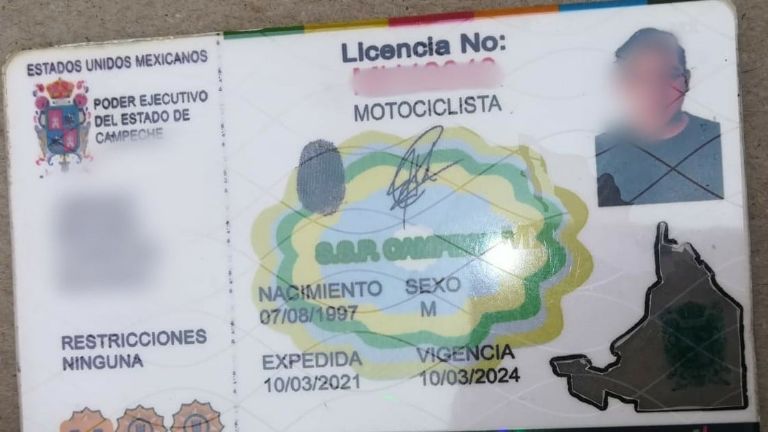 ESTADOS UNIDOS MEXICANOS
PODER EJECUTIVO
DEL ESTADO DE
CAMPECHE
RESTRICCIONES
NINGUNA
Licencia No:
MOTOCICLISTA
S.S.P.
NACIMIENTO SEXO
07/08/1997 M
EXPEDIDA VIGENCIA
10/03/2021 10/03/2024